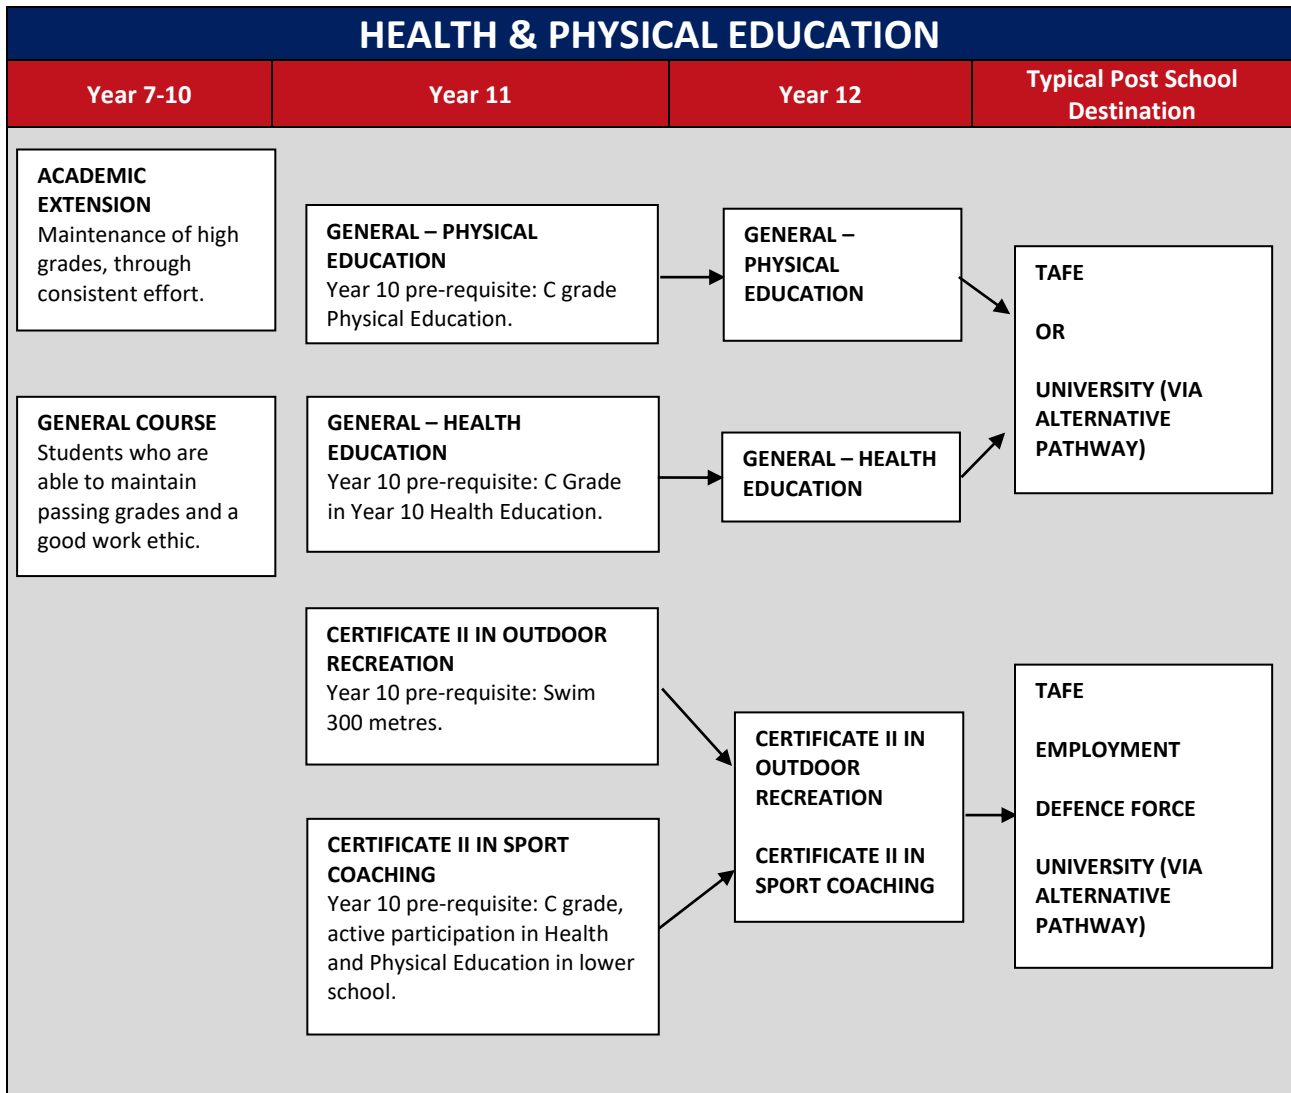 HEALTH & PHYSICAL EDUCATION
Year 7-10
Year 11
Year 12
Typical Post School
Destination
ACADEMIC
EXTENSION
Maintenance of high
grades, through
consistent effort.
GENERAL COURSE
Students who are
able to maintain
passing grades and a
good work ethic.
GENERAL – PHYSICAL
EDUCATION
Year 10 pre-requisite: C grade
Physical Education.
GENERAL – HEALTH
EDUCATION
Year 10 pre-requisite: C Grade
in Year 10 Health Education.
CERTIFICATE II IN OUTDOOR
RECREATION
Year 10 pre-requisite: Swim
300 metres.
CERTIFICATE II IN SPORT
COACHING
Year 10 pre-requisite: C grade,
active participation in Health
and Physical Education in lower
school.
GENERAL –
PHYSICAL
EDUCATION
GENERAL – HEALTH
EDUCATION
CERTIFICATE II IN
OUTDOOR
RECREATION
CERTIFICATE II IN
SPORT COACHING
TAFE
OR
UNIVERSITY (VIA
ALTERNATIVE
PATHWAY)
TAFE
EMPLOYMENT
DEFENCE FORCE
UNIVERSITY (VIA
ALTERNATIVE
PATHWAY)